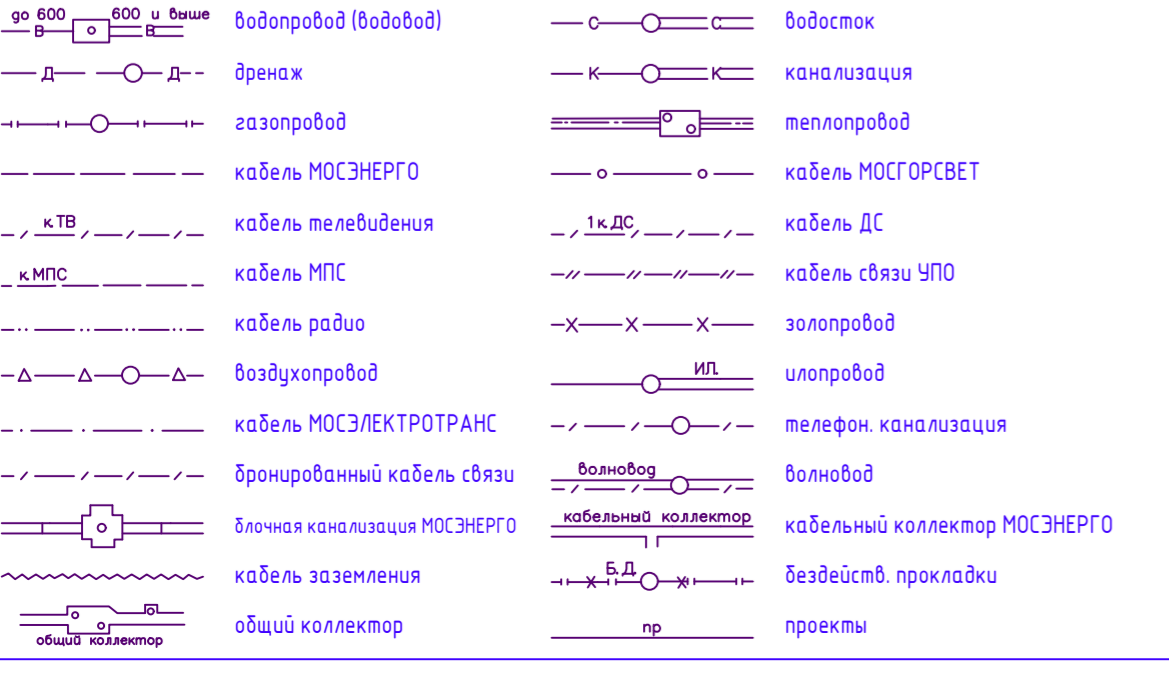 до 600 600 и выше водопровод (водовод) С С водосток
В В
Д Д дренаж К К канализация
газопровод теплопровод
кабель МОСЭНЕРГО кабель МОСГОРСВЕТ
к.ТВ кабель телевидения 1к.ДС кабель ДС
к.МПС кабель МПС кабель связи УПО
кабель радио золопровод
воздухопровод ИЛ. илопровод
кабель МОСЭЛЕКТРОТРАНС телефон. канализация
бронированный кабель связи волновод волновод
блочная канализация МОСЭНЕРГО кабельный коллектор кабельный коллектор МОСЭНЕРГО
кабель заземления Б.Д. бездейств. прокладки
общий коллектор пр проекты
общий коллектор